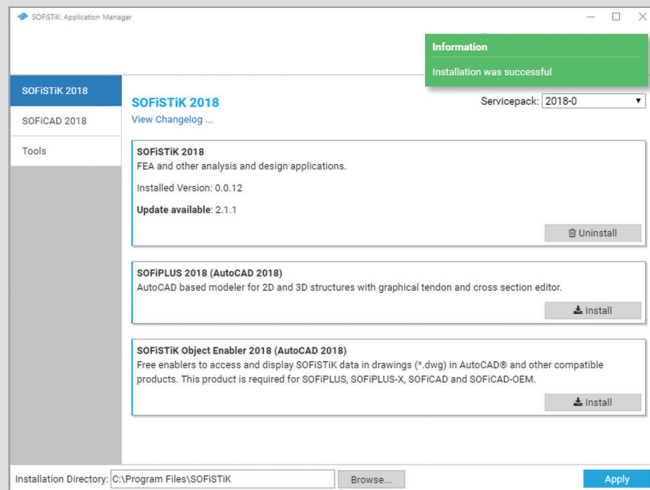 SOFiSTiK: Application Manager
Information
Installation was successful
SOFiSTiK 2018
SOFiCAD 2018
Tools
SOFiSTiK 2018
View Changelog ...
Servicepack: 2018-0
SOFiSTiK 2018
FEA and other analysis and design applications.
Installed Version: 0.0.12
Update available: 2.1.1
Uninstall
SOFiPLUS 2018 (AutoCAD 2018)
AutoCAD based modeler for 2D and 3D structures with graphical tendon and cross section editor.
Install
SOFiSTiK Object Enabler 2018 (AutoCAD 2018)
Free enablers to access and display SOFiSTiK data in drawings (*.dwg) in AutoCAD® and other compatible
products. This product is required for SOFiPLUS, SOFiPLUS-X, SOFiCAD and SOFiCAD-OEM.
Install
Installation Directory: C:\Program Files\SOFiSTiK
Browse...
Apply